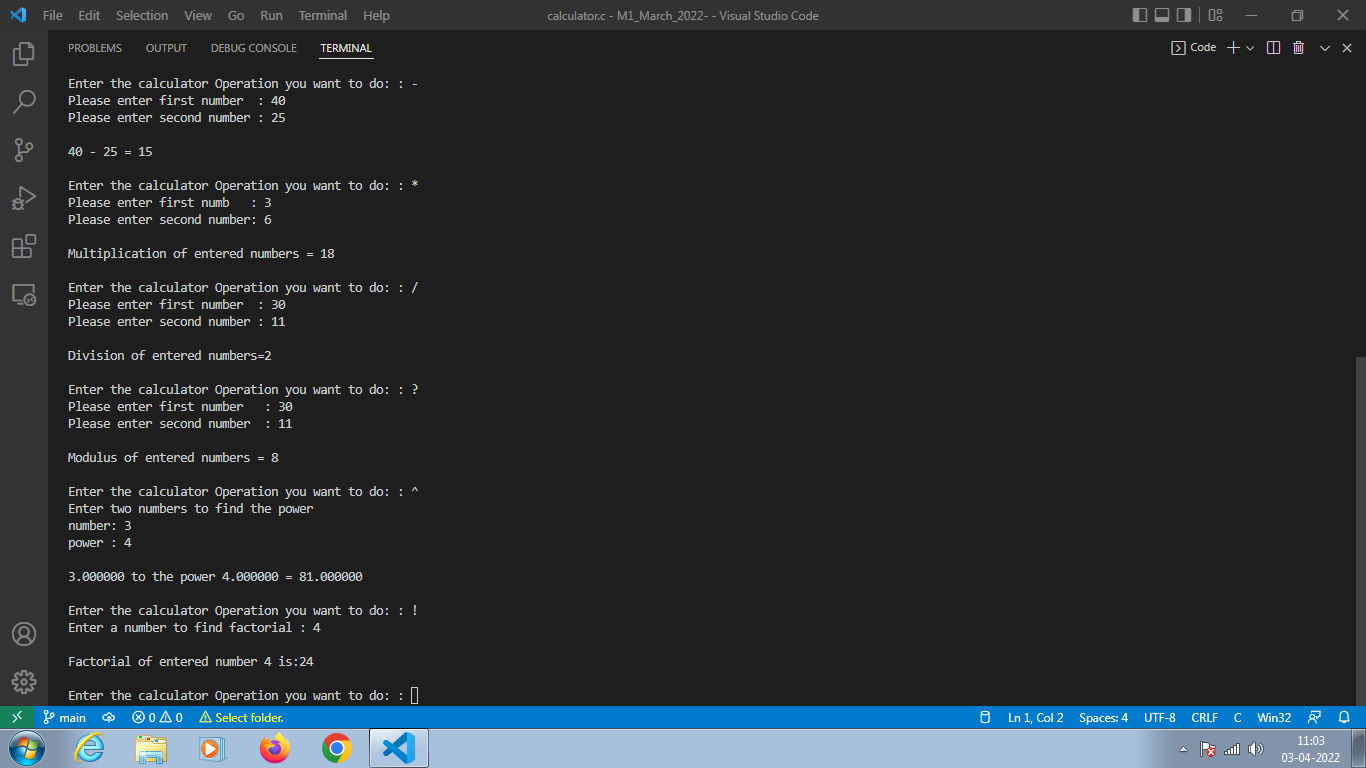 File Edit Selection View Go Run Terminal Help calculator.c - M1_March_2022- - Visual Studio Code
PROBLEMS OUTPUT DEBUG CONSOLE TERMINAL Code
Enter the calculator Operation you want to do: : -
Please enter first number  : 40
Please enter second number : 25
40 - 25 = 15
Enter the calculator Operation you want to do: : *
Please enter first numb   : 3
Please enter second number: 6
Multiplication of entered numbers = 18
Enter the calculator Operation you want to do: : /
Please enter first number  : 30
Please enter second number : 11
Division of entered numbers=2
Enter the calculator Operation you want to do: : ?
Please enter first number   : 30
Please enter second number  : 11
Modulus of entered numbers = 8
Enter the calculator Operation you want to do: : ^
Enter two numbers to find the power
number: 3
power : 4
3.000000 to the power 4.000000 = 81.000000
Enter the calculator Operation you want to do: : !
Enter a number to find factorial : 4
Factorial of entered number 4 is:24
Enter the calculator Operation you want to do: :
main 0 0 Select folder. Ln 1, Col 2 Spaces: 4 UTF-8 CRLF C Win32
11:03
03-04-2022